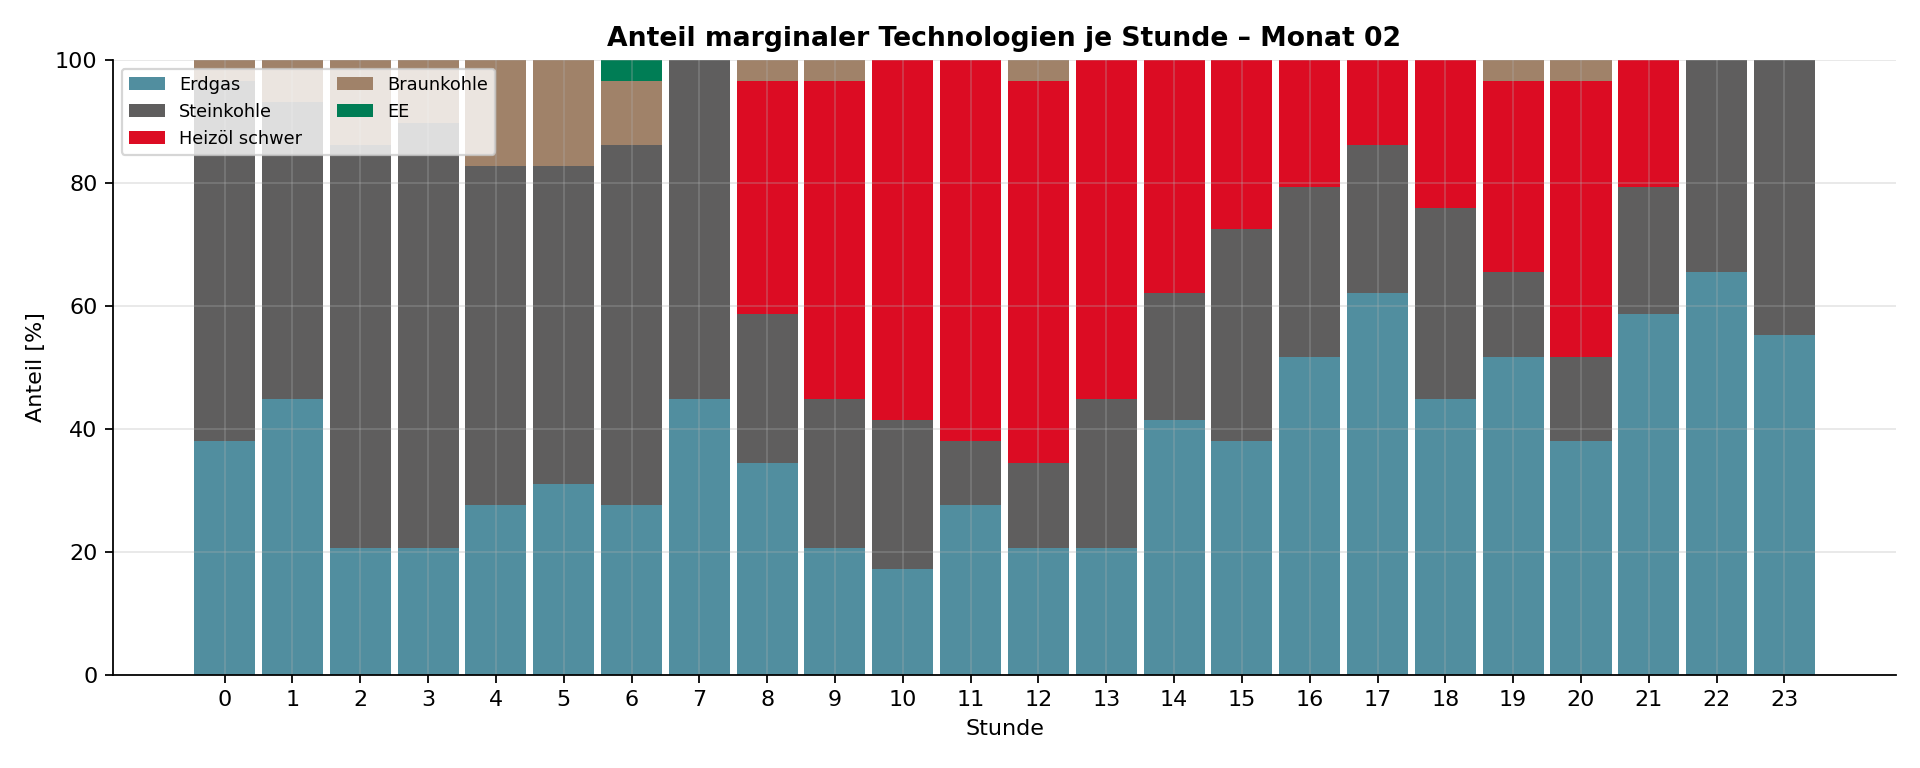 Anteil marginaler Technologien je Stunde – Monat 02
Anteil [%]
100
80
60
40
20
0
Erdgas
Steinkohle
Heizöl schwer
Braunkohle
EE
0 1 2 3 4 5 6 7 8 9 10 11 12 13 14 15 16 17 18 19 20 21 22 23
Stunde